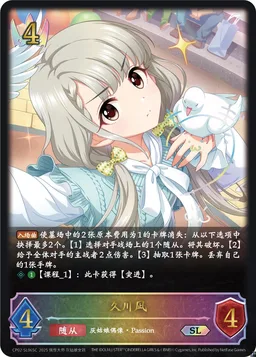 4
入场曲 使墓场中的2张原本费用为1的卡牌消失:从以下选项
中抉择最多2个。【1】选择对手战场上的1个随从。将其破坏。【2】
给予全体对手的主战者2点伤害。【3】抽取1张卡牌。丢弃自己
的1张手牌。
【课程_1】:此卡获得【突进】。
4
久川凪
4
随从
灰姑娘偶像·Passion
SL